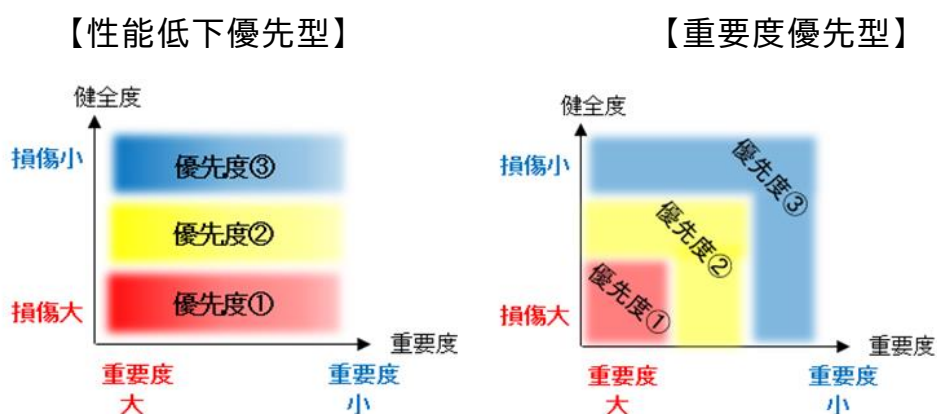 【性能低下優先型】
健全度
損傷小
優先度③
優先度②
優先度①
損傷大
重要度
重要度
大
重要度
小
【重要度優先型】
健全度
損傷小
優先度③
優先度②
優先度①
損傷大
重要度
重要度
大
重要度
小